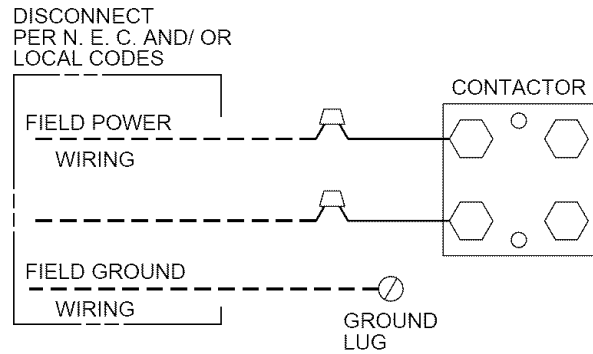 DISCONNECT
PER N. E. C. AND/ OR
LOCAL CODES
CONTACTOR
FIELD POWER
WIRING
FIELD GROUND
WIRING
GROUND
LUG